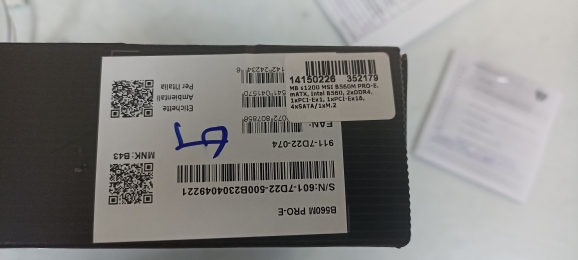 14150226 352179
MB s1200 MSI B560M PRO-E,
mATX, Intel B560, 2xDDR4,
1xPCI-Ex1, 1xPCI-Ex16,
4xSATA/1xM.2
B560M PRO-E
S/N:601-7D22-500B2304049221
911-7D22-074
EAN:
MNK:B43
Etichette
Ambientali
Per l'Italia